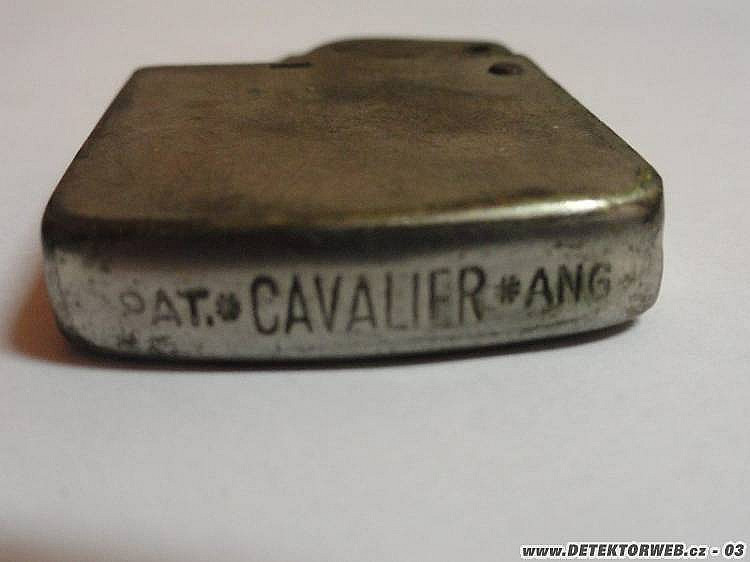 PAT.*CAVALIER*ANG
www.DETEKTORWEB.cz - 03